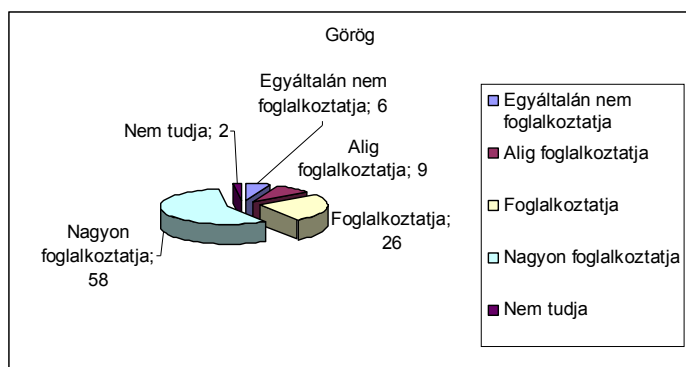 Görög
Egyáltalán nem
foglalkoztatja; 6
Nem tudja; 2
Alig
foglalkoztatja; 9
Foglalkoztatja;
26
Nagyon
foglalkoztatja;
58
Egyáltalán nem
foglalkoztatja
Alig foglalkoztatja
Foglalkoztatja
Nagyon foglalkoztatja
Nem tudja